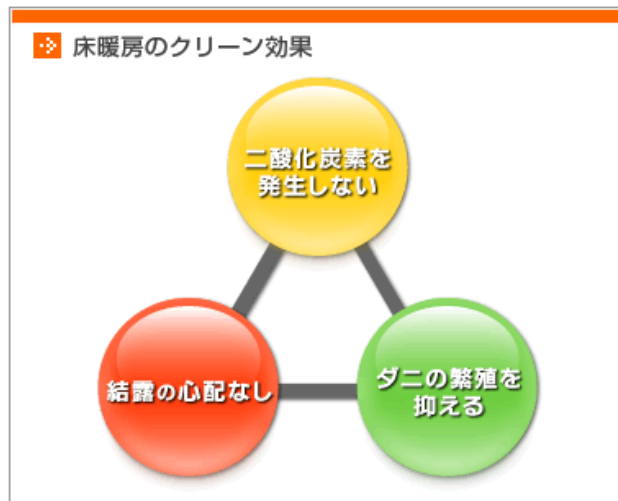 床暖房のクリーン効果
二酸化炭素を
発生しない
結露の心配なし
ダニの繁殖を
抑える